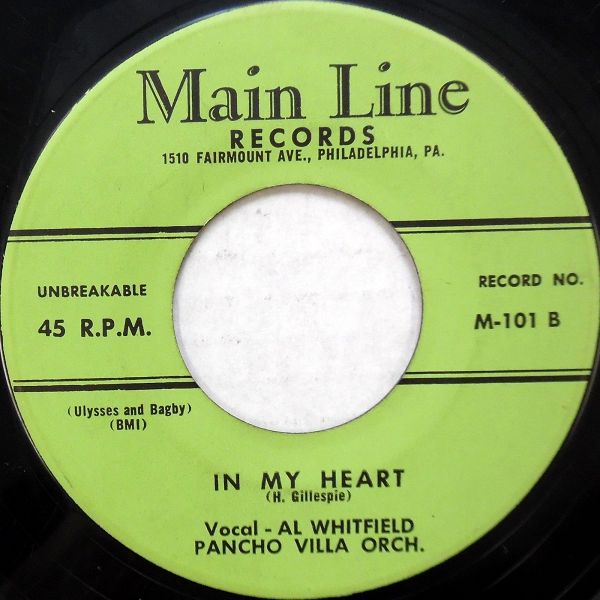 Main Line
RECORDS
1510 FAIRMOUNT AVE., PHILADELPHIA, PA.
UNBREAKABLE
45 R.P.M.
RECORD NO.
M-101 B
(Ulysses and Bagby)
(BMI)
IN MY HEART
(H. Gillespie)
Vocal - AL WHITFIELD
PANCHO VILLA ORCH.